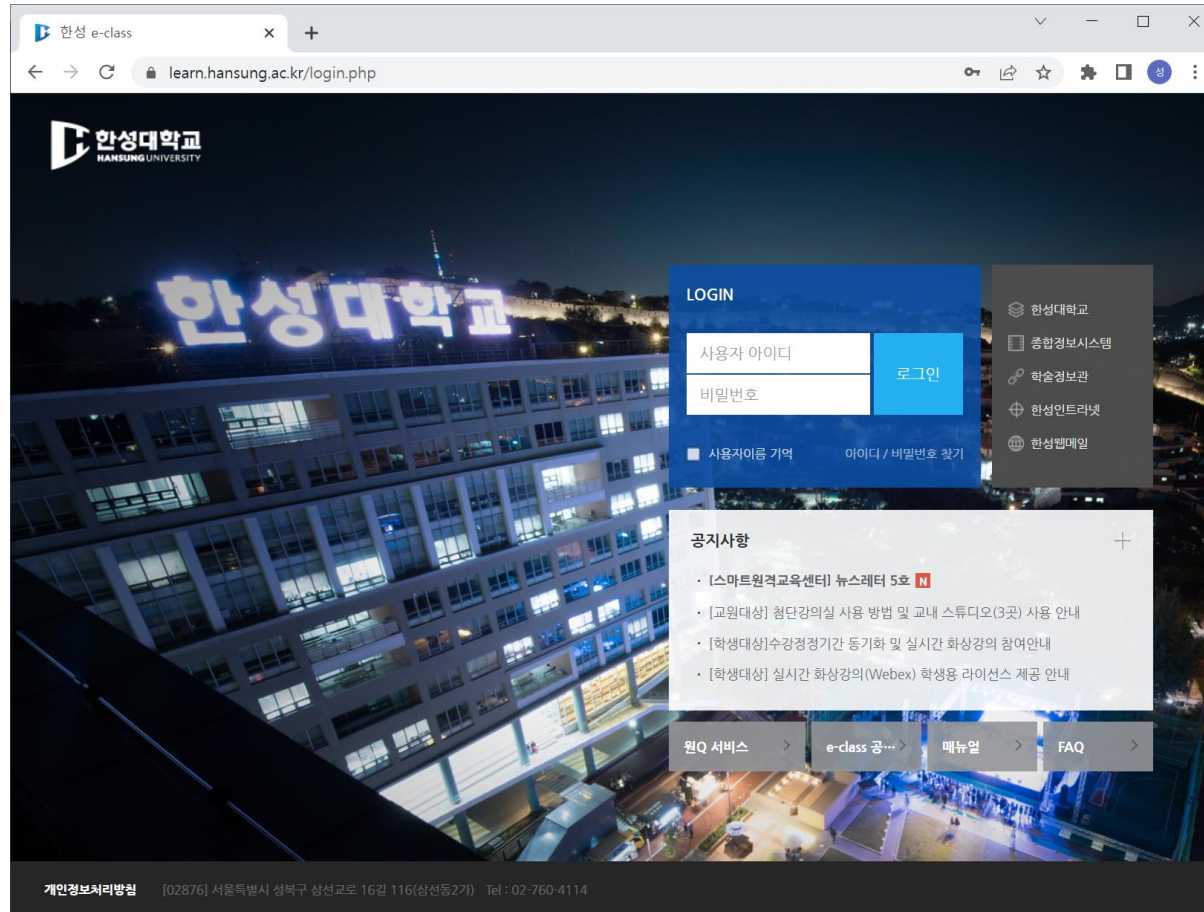 한성 e-class
learn.hansung.ac.kr/login.php
성
한성대학교
HANSUNG UNIVERSITY
한성대학교
LOGIN
사용자 아이디
비밀번호
로그인
사용자이름 기억
아이디 / 비밀번호 찾기
한성대학교
종합정보시스템
학술정보관
한성인트라넷
한성웹메일
공지사항
· [스마트원격교육센터] 뉴스레터 5호 N
· [교원대상] 첨단강의실 사용 방법 및 교내 스튜디오(3곳) 사용 안내
· [학생대상]수강정정기간 동기화 및 실시간 화상강의 참여안내
· [학생대상] 실시간 화상강의(Webex) 학생용 라이선스 제공 안내
원Q 서비스
e-class 공…
매뉴얼
FAQ
개인정보처리방침 [02876] 서울특별시 성북구 삼선교로 16길 116(삼선동2가) Tel : 02-760-4114